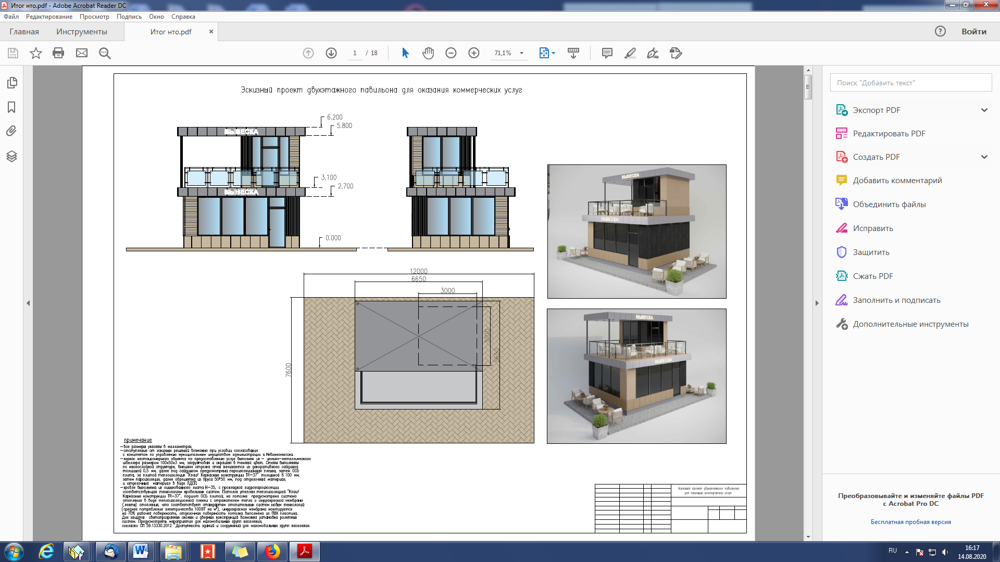 Итог нто.pdf - Adobe Acrobat Reader DC
Файл Редактирование Просмотр Подпись Окно Справка
Главная Инструменты Итог нто.pdf × Войти
1 / 18 71,1%
Эскизный проект двухэтажного павильона для оказания коммерческих услуг
6.200
5.800
ВЫВЕСКА
3.100
2.700
ВЫВЕСКА
0.000
12000
6650
3000
3000
5650
7600
ВЫВЕСКА
ВЫВЕСКА
ВЫВЕСКА
ВЫВЕСКА
примечание
—все размеры указаны в миллиметрах
—отступление от эскизных решений возможно при условии согласования
с комитетом по управлению муниципальным имуществом администрации г.Невинномысска.
—каркас нестационарного объекта по предоставлению услуг выполнен из — цельно-металлического
швеллера размером 100х50х3 мм, загрунтован и окрашен в темный цвет. Стены выполнены
по многослойной структуре, внешняя отделка стен начинается из декоративного сайдинга
толщиной 0,5 мм, далее под сайдингом предусмотрена пароизоляционная пленка, затем ОСБ
плита, за плитой теплоизоляция "Knauf Каркасные конструкции TR-37" толщиной в 100 мм,
затем пароизоляция, далее обрешетка из бруса 50*50 мм, под отделочный материал,
и отделочный материал в виде ЛДСП.
—кровля выполнена из оцинкованного листа Н-35, с прокладкой гидропароизоляции
соответствующая технологиям кровельных систем. Потолок утеплен теплоизоляцией "Knauf
Каркасные конструкции TR-37", подшит ОСБ плитой, на потолке предусмотрена система
отопления в виде теплоизоляционной пленки с отражателем тепла и инфракрасной мембраны
(ленты) отопления, что соответствует стандартам отопительных систем новых технологий
(среднее потребление электричества 100ВТ на м²), инфракрасная мембрана монтируется
на 70% рабочей поверхности, отделочная поверхность потолка выполнена из ПВХ пластика.
Для защиты светопрозрачных оконных и дверных конструкций возможна установка ролетных
систем. Предусмотреть мероприятия для маломобильных групп населения,
согласно СП 59.13330.2012 "Доступность зданий и сооружений для маломобильных групп населения.
Эскизный проект двухэтажного павильона
для оказания коммерческих услуг
Поиск "Добавить текст"
Экспорт PDF
Редактировать PDF
Создать PDF
Добавить комментарий
Объединить файлы
Исправить
Защитить
Сжать PDF
Заполнить и подписать
Дополнительные инструменты
Преобразовывайте и изменяйте файлы PDF
с Acrobat Pro DC
Бесплатная пробная версия
RU
16:17
14.08.2020